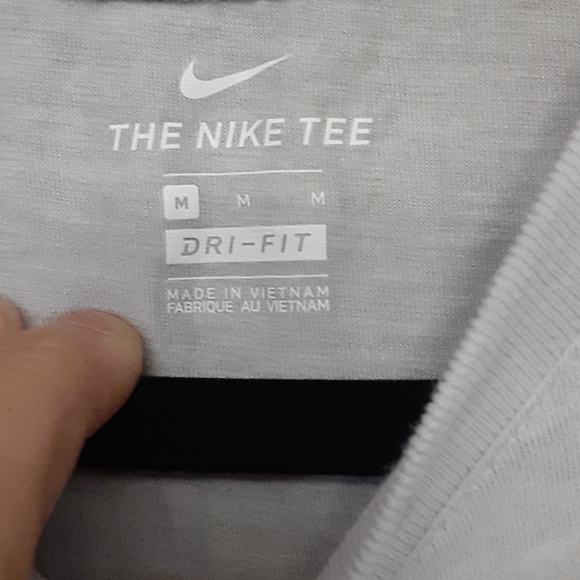 THE NIKE TEE
M M M
DRI-FIT
MADE IN VIETNAM
FABRIQUE AU VIETNAM